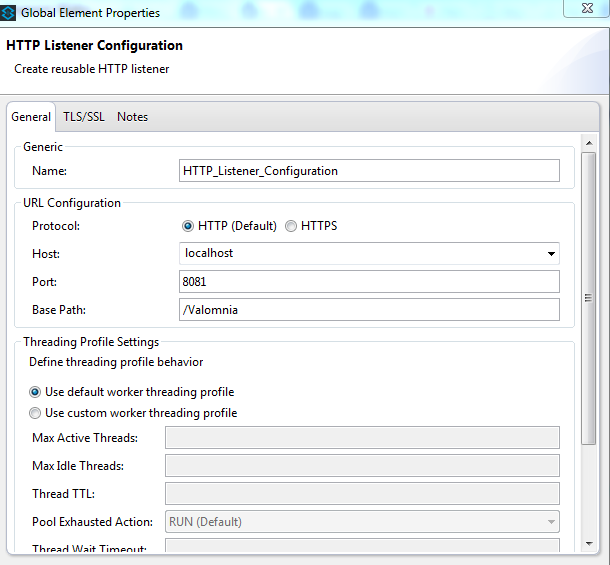 Global Element Properties
HTTP Listener Configuration
Create reusable HTTP listener
General TLS/SSL Notes
Generic
Name: HTTP_Listener_Configuration
URL Configuration
Protocol: HTTP (Default) HTTPS
Host: localhost
Port: 8081
Base Path: /Valomnia
Threading Profile Settings
Define threading profile behavior
Use default worker threading profile
Use custom worker threading profile
Max Active Threads:
Max Idle Threads:
Thread TTL:
Pool Exhausted Action: RUN (Default)
Thread Wait Timeout: